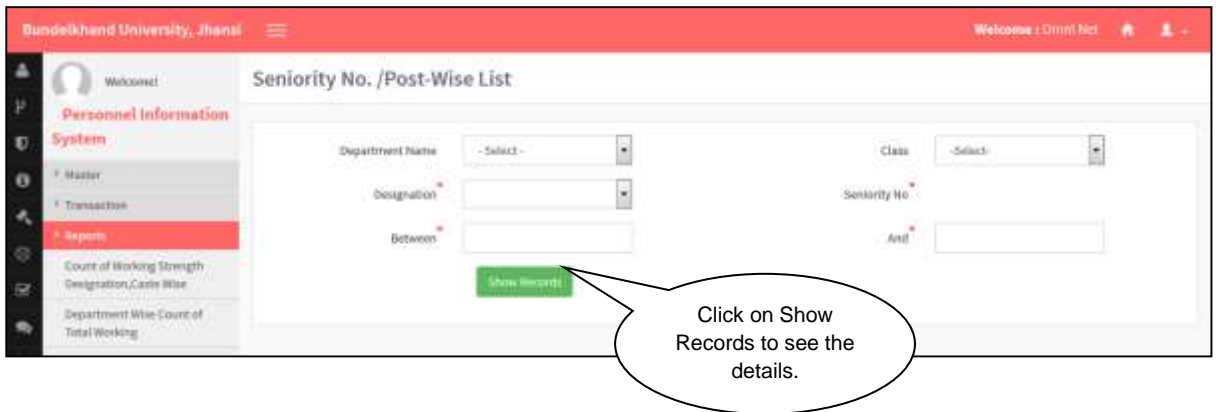 Bundelkhand University, Jhansi
Welcome : Omni Net
Welcome!
Personnel Information
System
Master
Transaction
Reports
Count of Working Strength
Designation,Caste Wise
Department Wise Count of
Total Working
Seniority No. /Post-Wise List
Department Name - Select - Class -Select-
Designation* Seniority No*
Between* And*
Show Records
Click on Show
Records to see the
details.